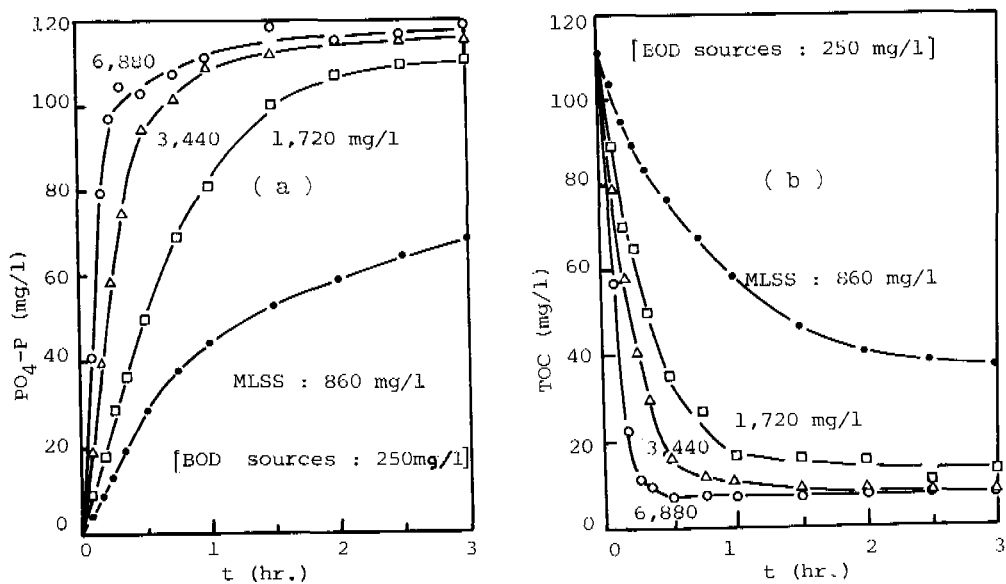 120
100
80
60
40
20
0
PO4-P (mg/l)
6,880
3,440
1,720 mg/l
( a )
MLSS : 860 mg/l
[BOD sources : 250mg/l]
0 1 2 3
t (hr.)
120
100
80
60
40
20
0
TOC (mg/l)
[BOD sources : 250 mg/l]
( b )
MLSS : 860 mg/l
1,720 mg/l
3,440
6,880
0 1 2 3
t (hr.)